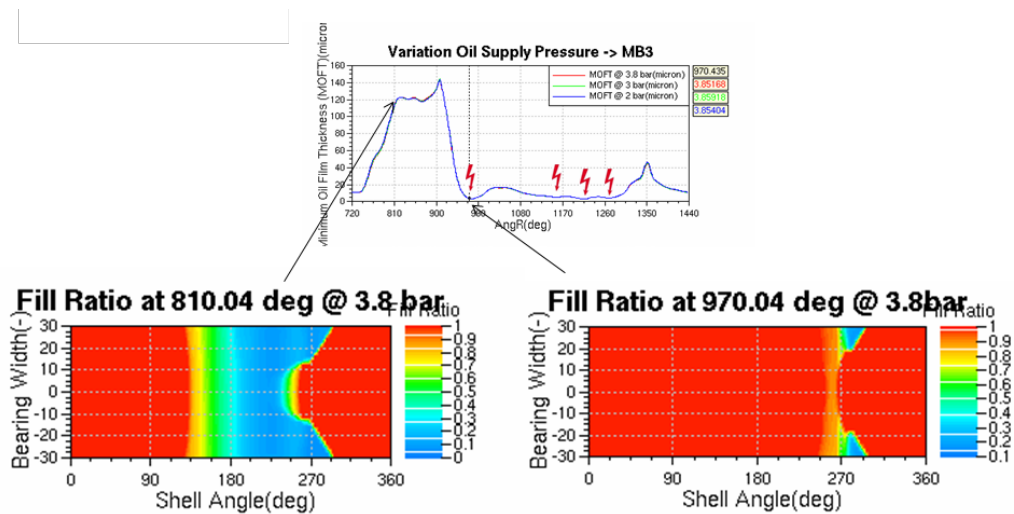 Variation Oil Supply Pressure -> MB3
Minimum Oil Film Thickness (MOFT)(micron
160
140
120
100
80
60
40
20
0
MOFT @ 3.8 bar(micron)
MOFT @ 3 bar(micron)
MOFT @ 2 bar(micron)
970.435
3.85168
3.85918
3.85404
720 810 900 990 1080 1170 1260 1350 1440
AngR(deg)
Fill Ratio at 810.04 deg @ 3.8 bar
Fill Ratio
Bearing Width(-)
30
20
10
0
-10
-20
-30
0 90 180 270 360
Shell Angle(deg)
1
0.9
0.8
0.7
0.6
0.5
0.4
0.3
0.2
0.1
0
Fill Ratio at 970.04 deg @ 3.8bar
Fill Ratio
Bearing Width(-)
30
20
10
0
-10
-20
-30
0 90 180 270 360
Shell Angle(deg)
1
0.9
0.8
0.7
0.6
0.5
0.4
0.3
0.2
0.1